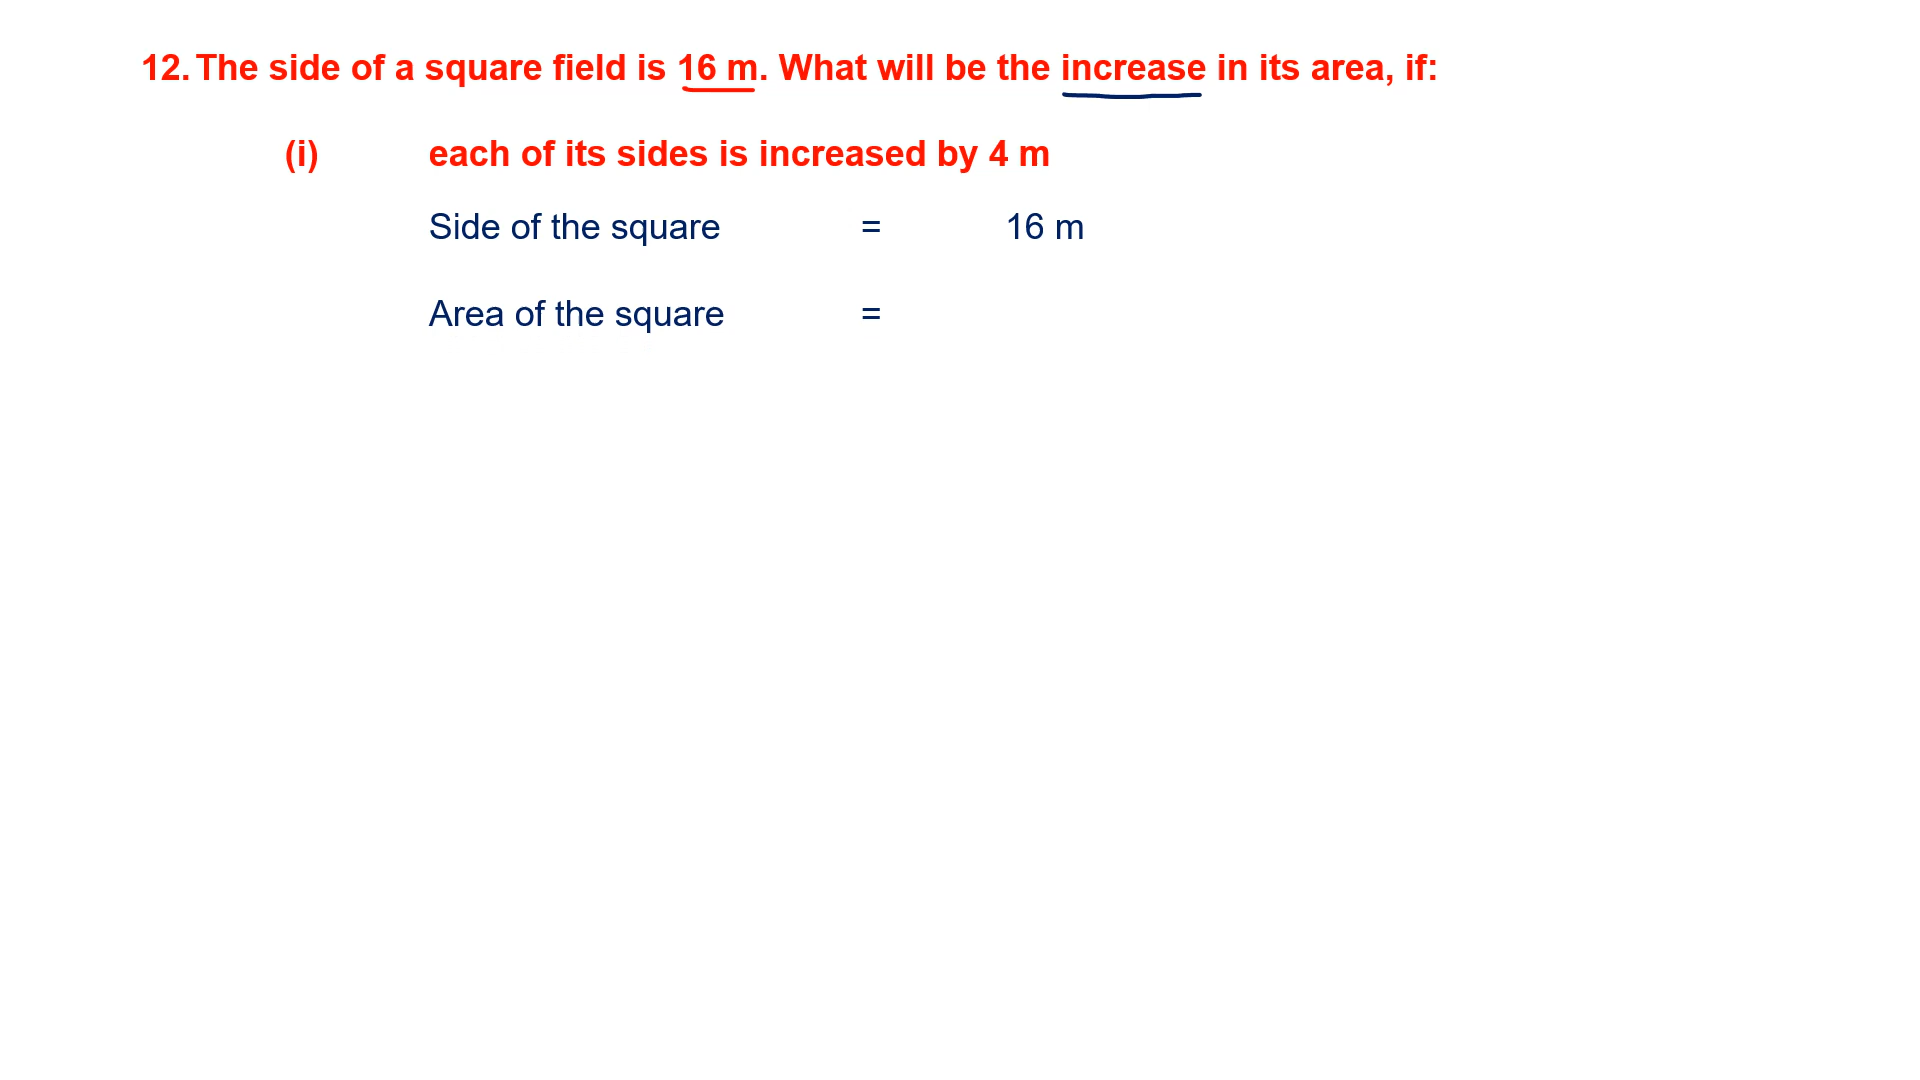 12. The side of a square field is 16 m. What will be the increase in its area, if:
(i) each of its sides is increased by 4 m
Side of the square = 16 m
Area of the square =